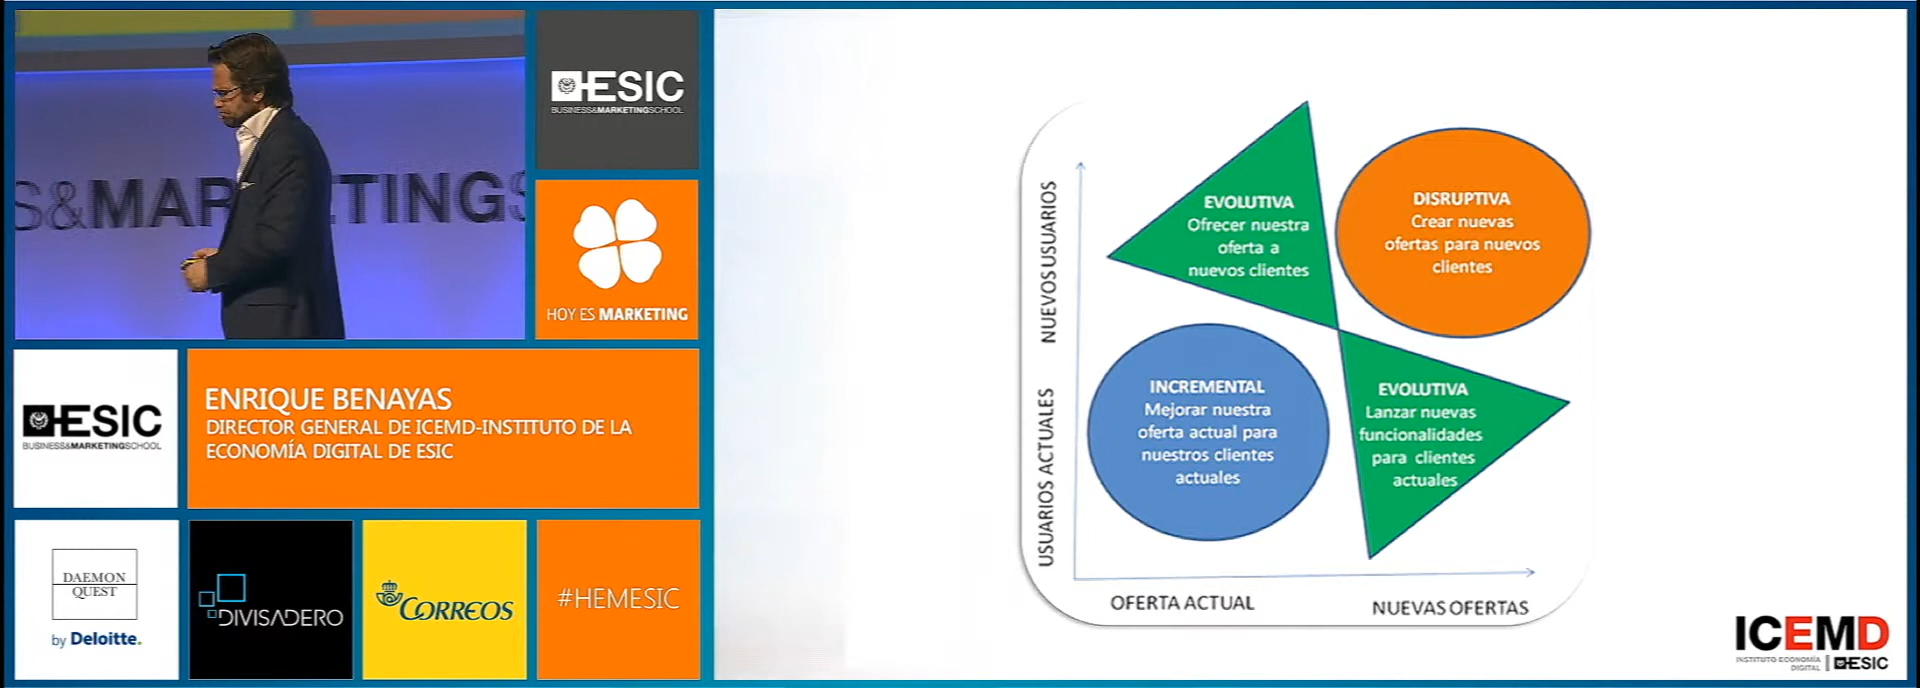 S&MAR TINGS
ESIC
BUSINESS&MARKETINGSCHOOL
HOY ES MARKETING
ESIC
BUSINESS&MARKETINGSCHOOL
ENRIQUE BENAYAS
DIRECTOR GENERAL DE ICEMD-INSTITUTO DE LA
ECONOMÍA DIGITAL DE ESIC
DAEMON
QUEST
by Deloitte.
DIVISADERO
CORREOS
#HEMESIC
NUEVOS USUARIOS
USUARIOS ACTUALES
EVOLUTIVA
Ofrecer nuestra
oferta a
nuevos clientes
DISRUPTIVA
Crear nuevas
ofertas para nuevos
clientes
INCREMENTAL
Mejorar nuestra
oferta actual para
nuestros clientes
actuales
EVOLUTIVA
Lanzar nuevas
funcionalidades
para clientes
actuales
OFERTA ACTUAL
NUEVAS OFERTAS
ICEMD
INSTITUTO ECONOMÍA
DIGITAL
ESIC